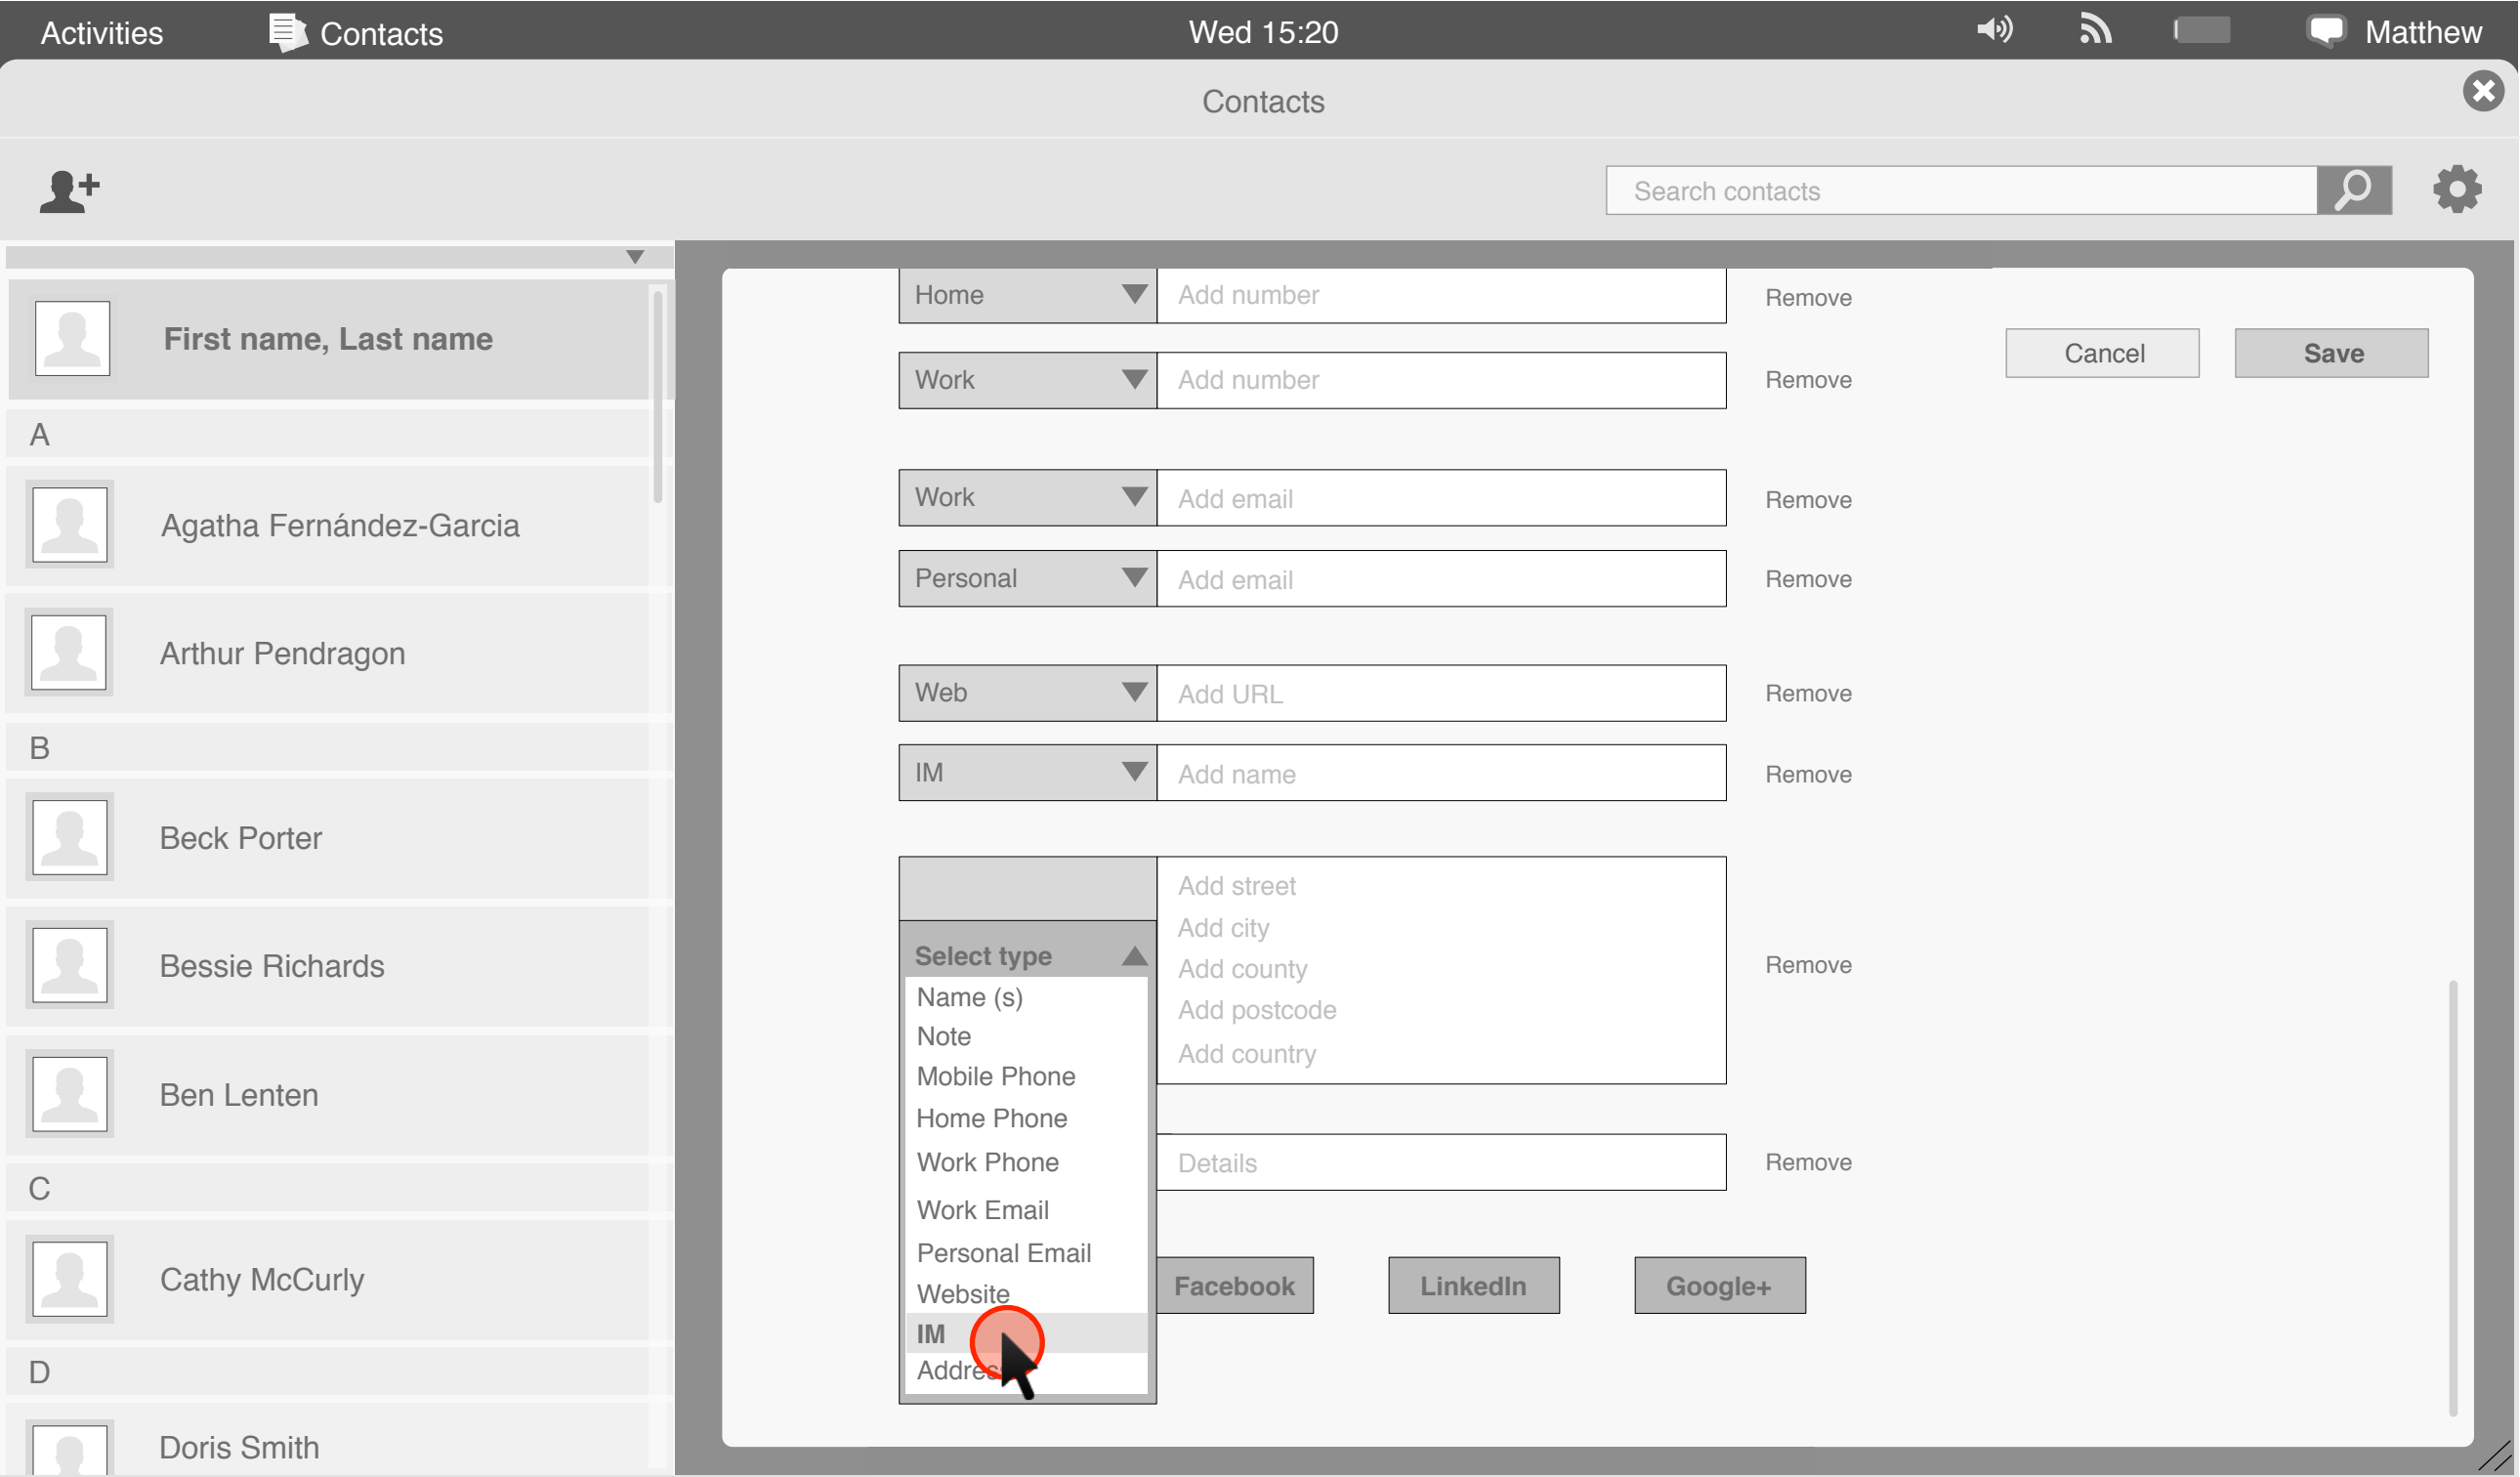 Activities
Contacts
Wed 15:20
Matthew
Contacts
Search contacts
First name, Last name
A
Agatha Fernández-Garcia
Arthur Pendragon
B
Beck Porter
Bessie Richards
Ben Lenten
C
Cathy McCurly
D
Doris Smith
Home Add number Remove
Cancel Save
Work Add number Remove
Work Add email Remove
Personal Add email Remove
Web Add URL Remove
IM Add name Remove
Add street
Add city
Add county
Add postcode
Add country
Remove
Select type
Name (s)
Note
Mobile Phone
Home Phone
Work Phone
Work Email
Personal Email
Website
IM
Details Remove
Facebook LinkedIn Google+